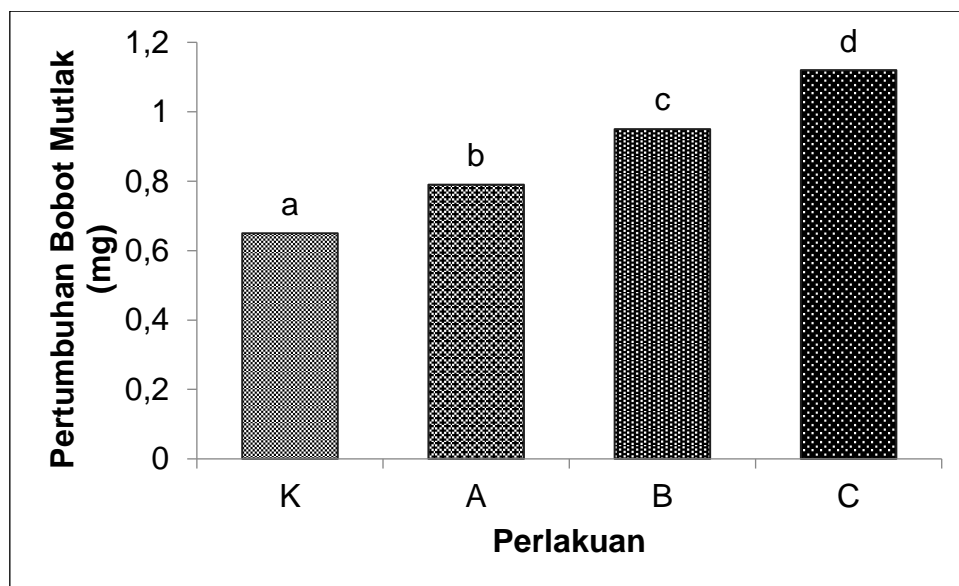 Pertumbuhan Bobot Mutlak
(mg)
1,2
1
0,8
0,6
0,4
0,2
0
a
b
c
d
K
A
B
C
Perlakuan